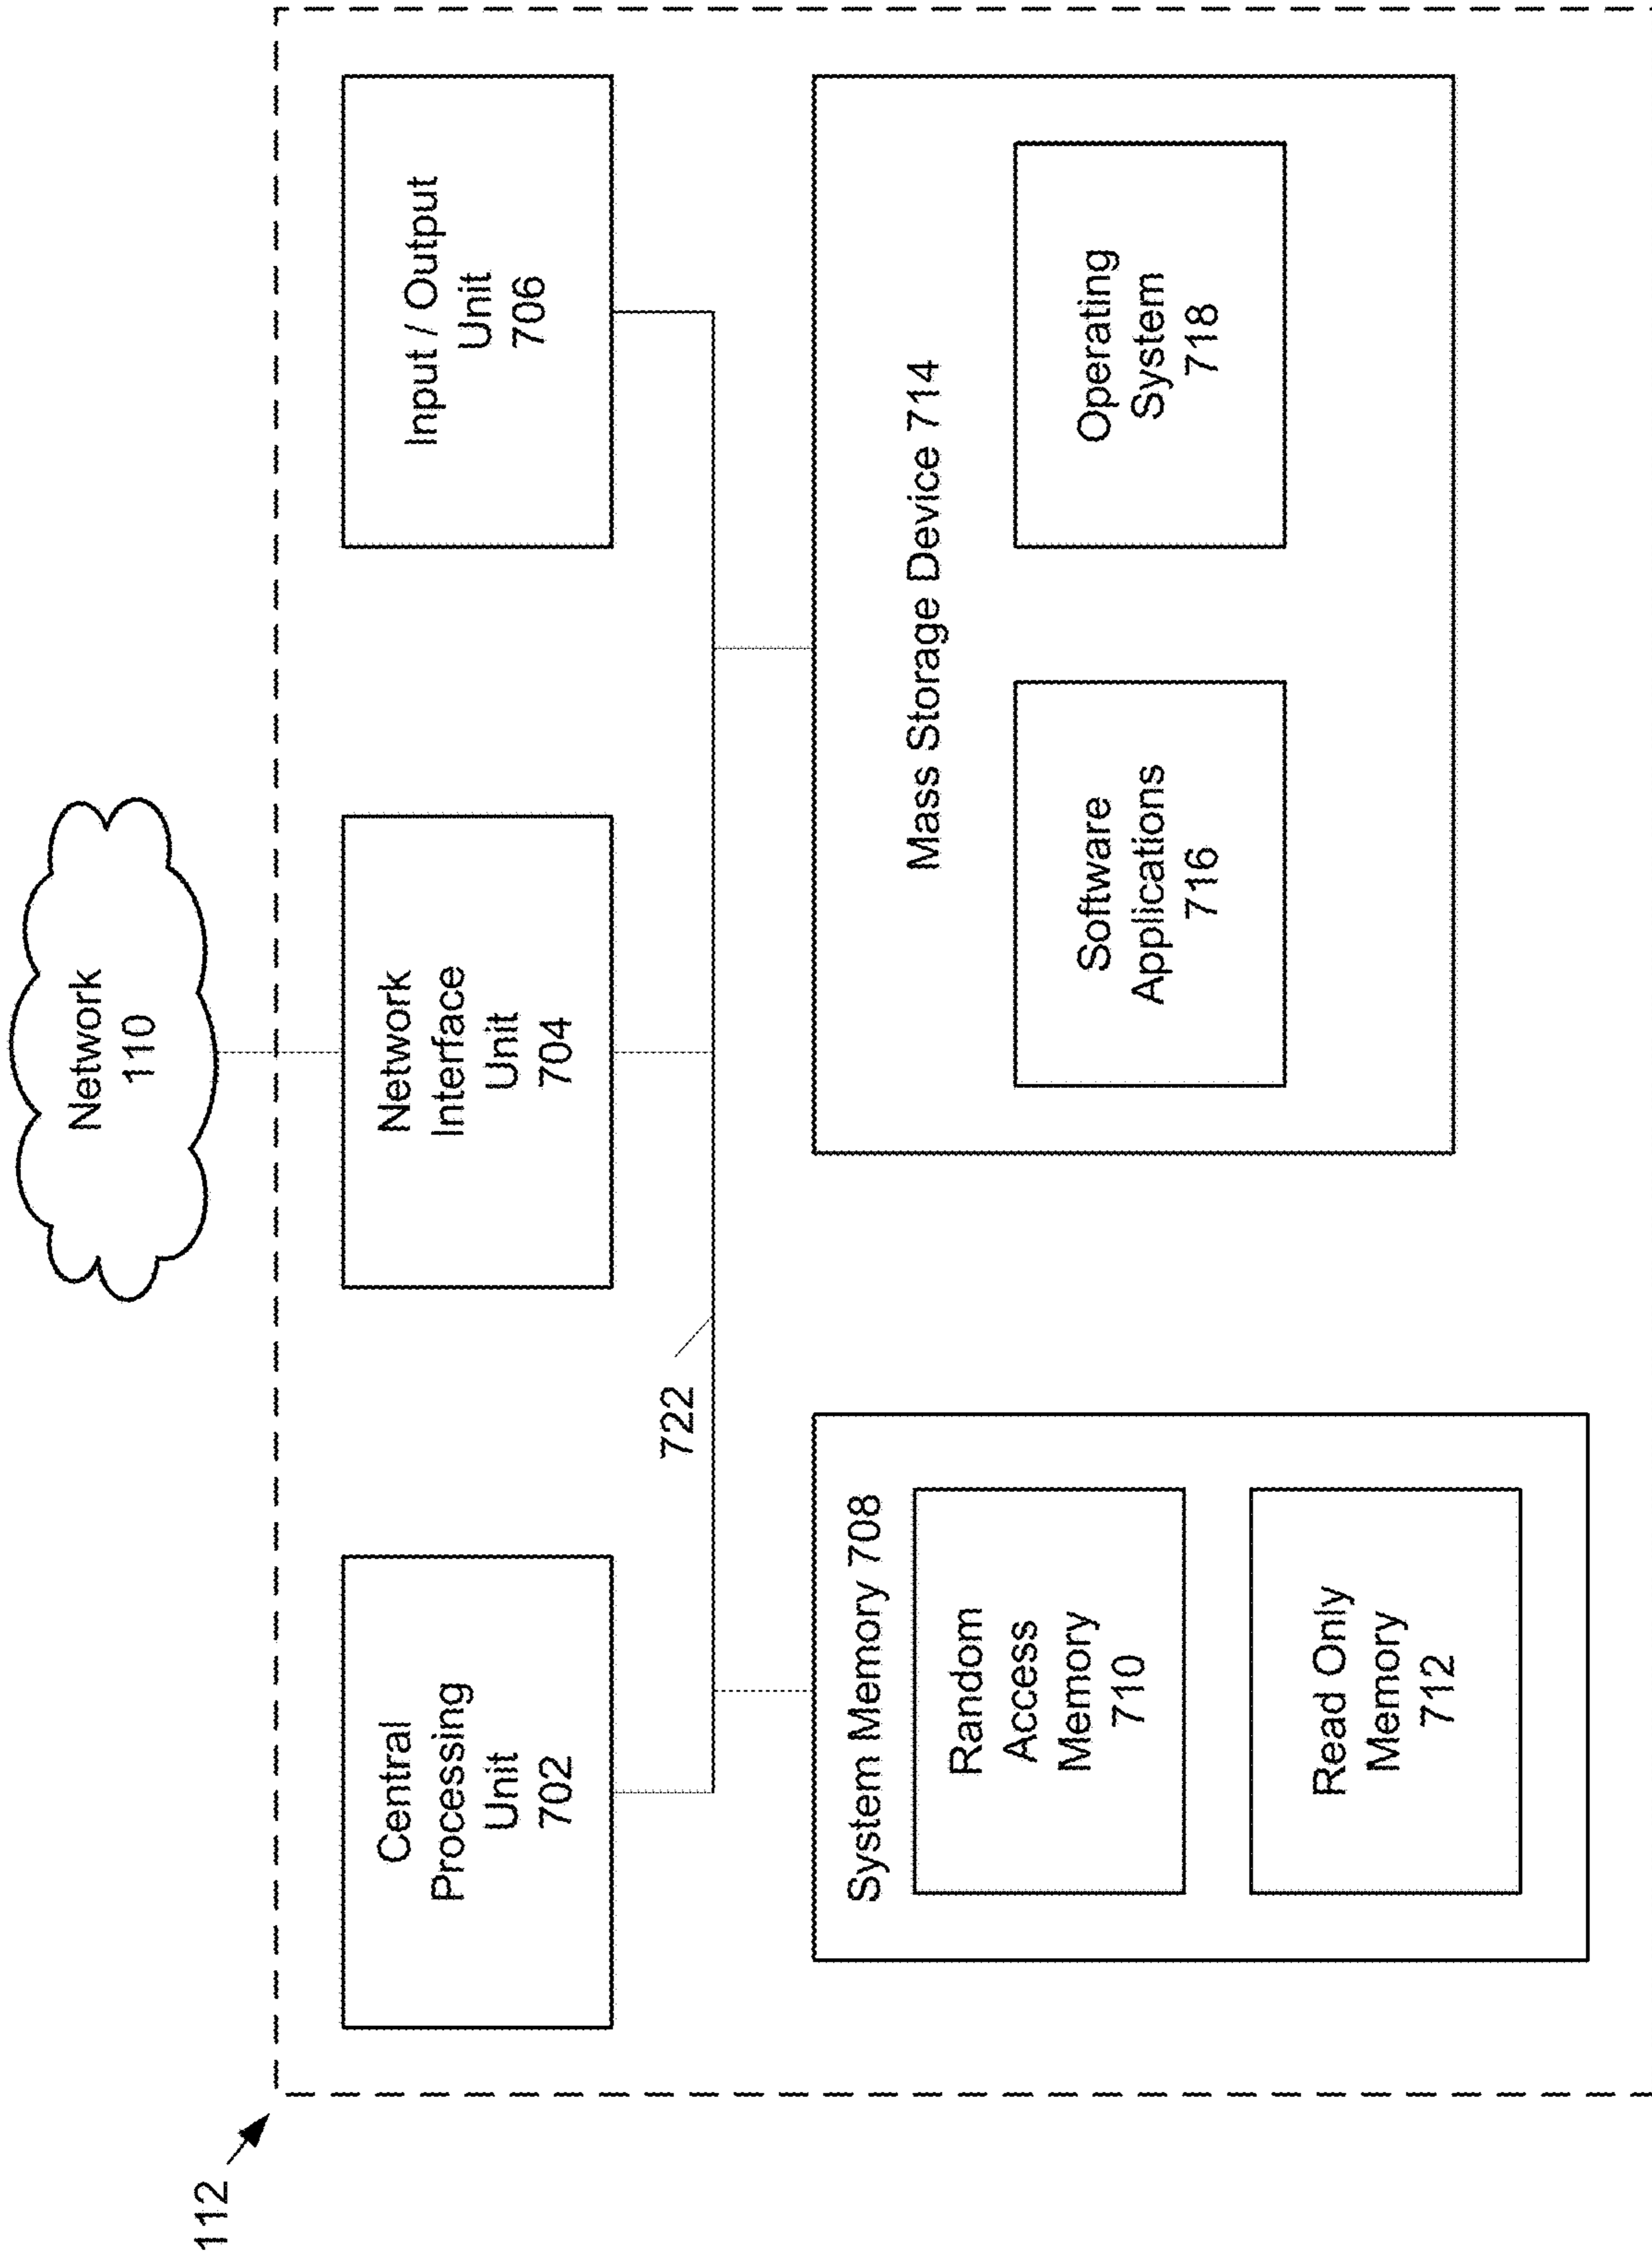 Network
110
112
Central
Processing
Unit
702
Network
Interface
Unit
704
Input / Output
Unit
706
722
System Memory 708
Random
Access
Memory
710
Read Only
Memory
712
Mass Storage Device 714
Software
Applications
716
Operating
System
718